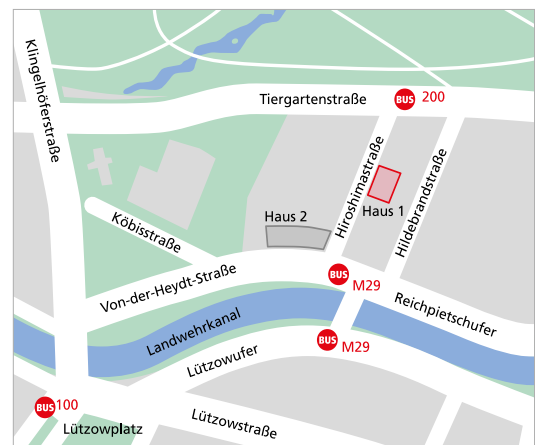 Klingelhöferstraße
Tiergartenstraße
BUS 200
Hiroshimastraße
Hildebrandstraße
Haus 1
Haus 2
Köbisstraße
Von-der-Heydt-Straße
BUS M29
Reichpietschufer
Landwehrkanal
BUS M29
Lützowufer
BUS 100
Lützowplatz
Lützowstraße